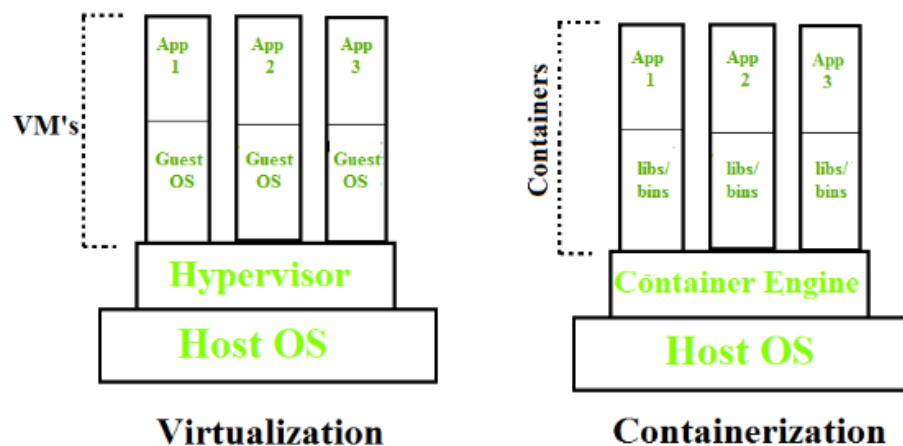 VM's
App
1
App
2
App
3
Guest
OS
Guest
OS
Guest
OS
Hypervisor
Host OS
Virtualization
Containers
App
1
App
2
App
3
libs/
bins
libs/
bins
libs/
bins
Container Engine
Host OS
Containerization